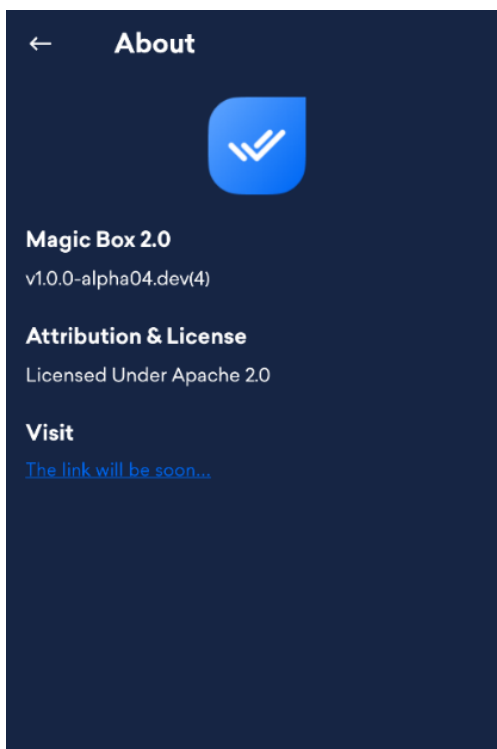 About
Magic Box 2.0
v1.0.0-alpha04.dev(4)
Attribution & License
Licensed Under Apache 2.0
Visit
The link will be soon...